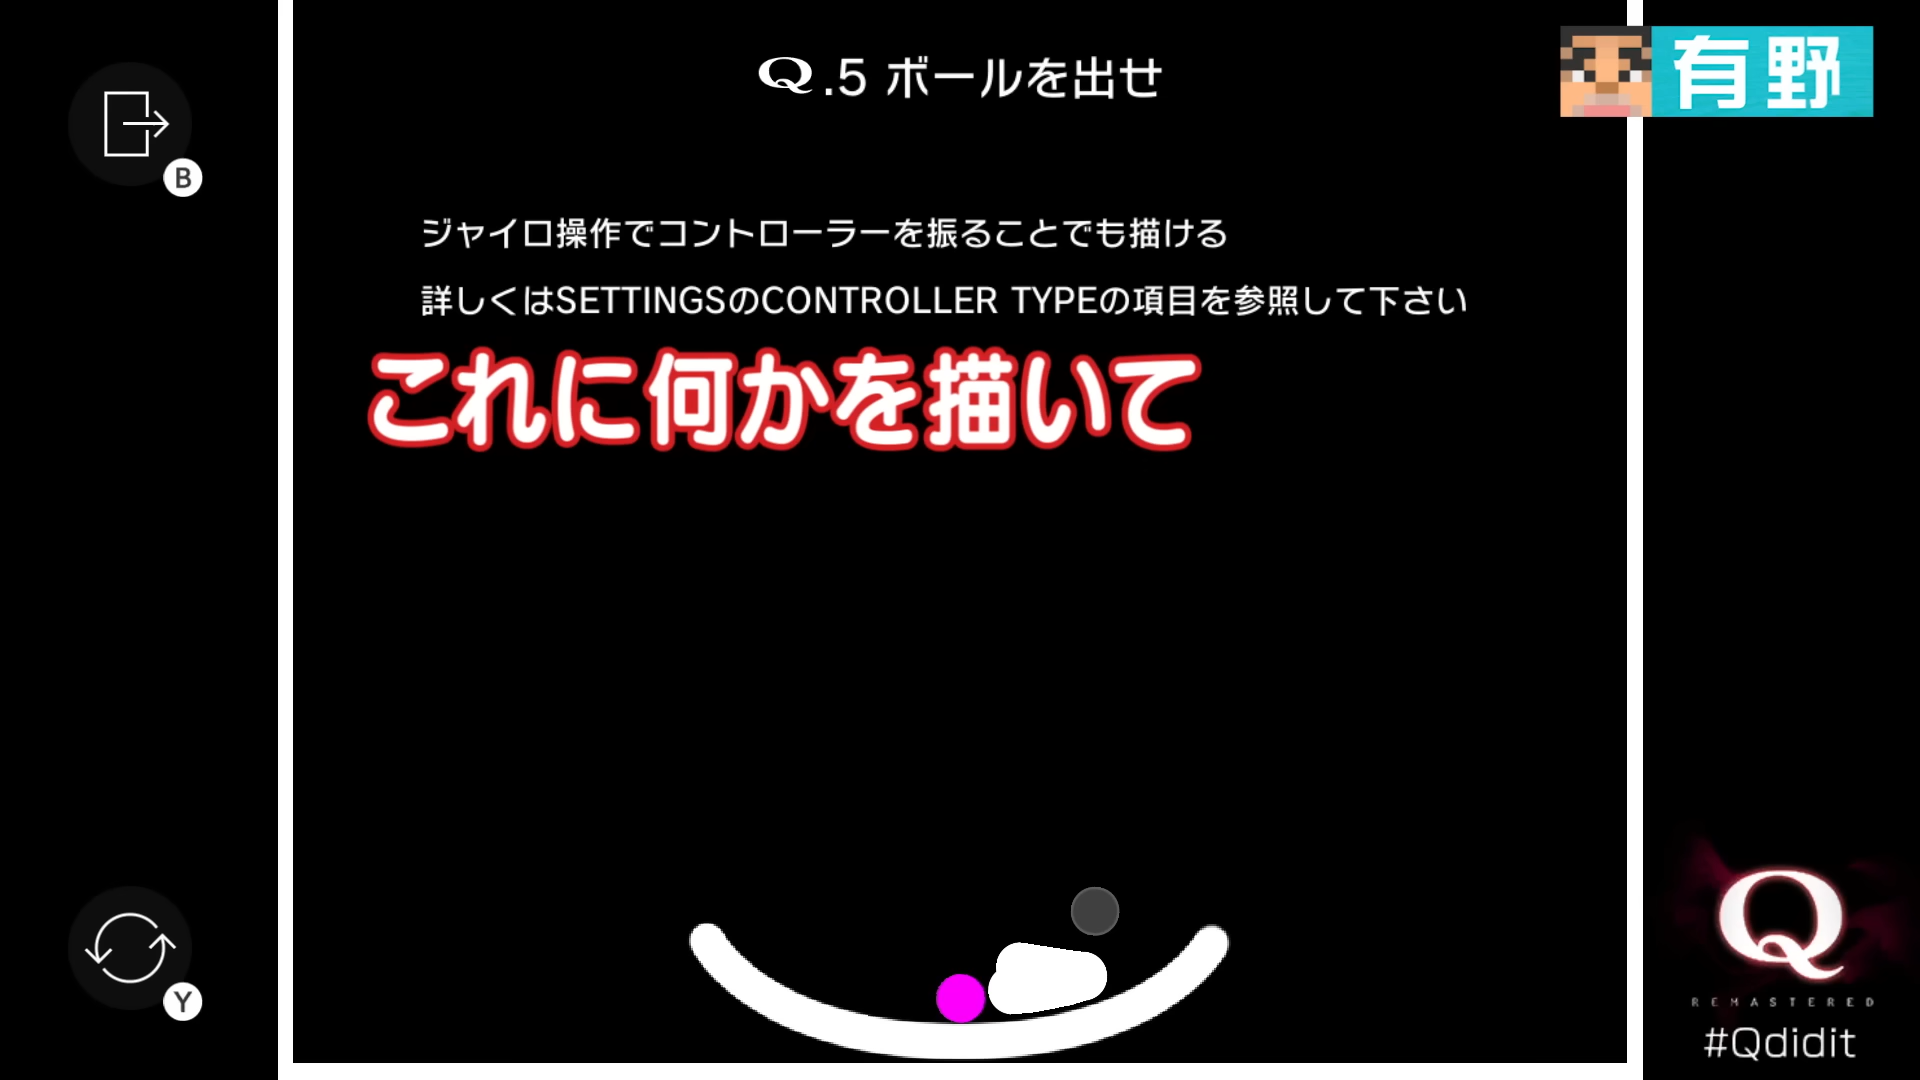 Q.5 ボールを出せ
有野
B
ジャイロ操作でコントローラーを振ることでも描ける
詳しくはSETTINGSのCONTROLLER TYPEの項目を参照して下さい
これに何かを描いて
Y
Q
REMASTERED
#Qdidit